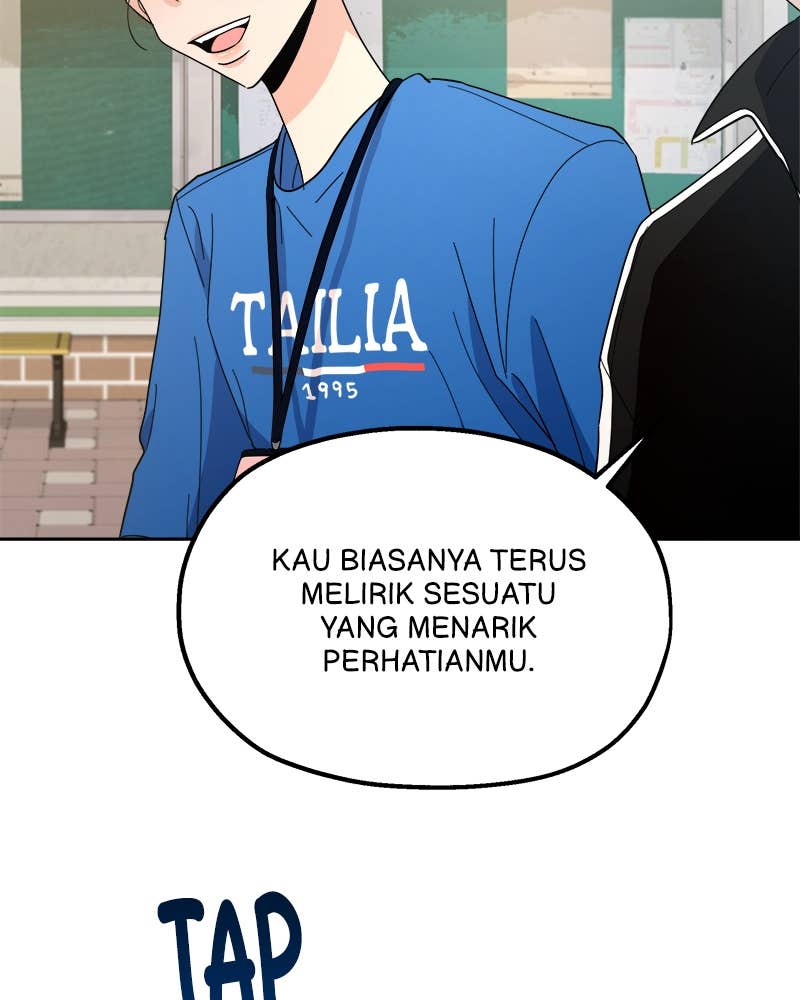 TAILIA
1995
KAU BIASANYA TERUS
MELIRIK SESUATU
YANG MENARIK
PERHATIANMU.
TAP